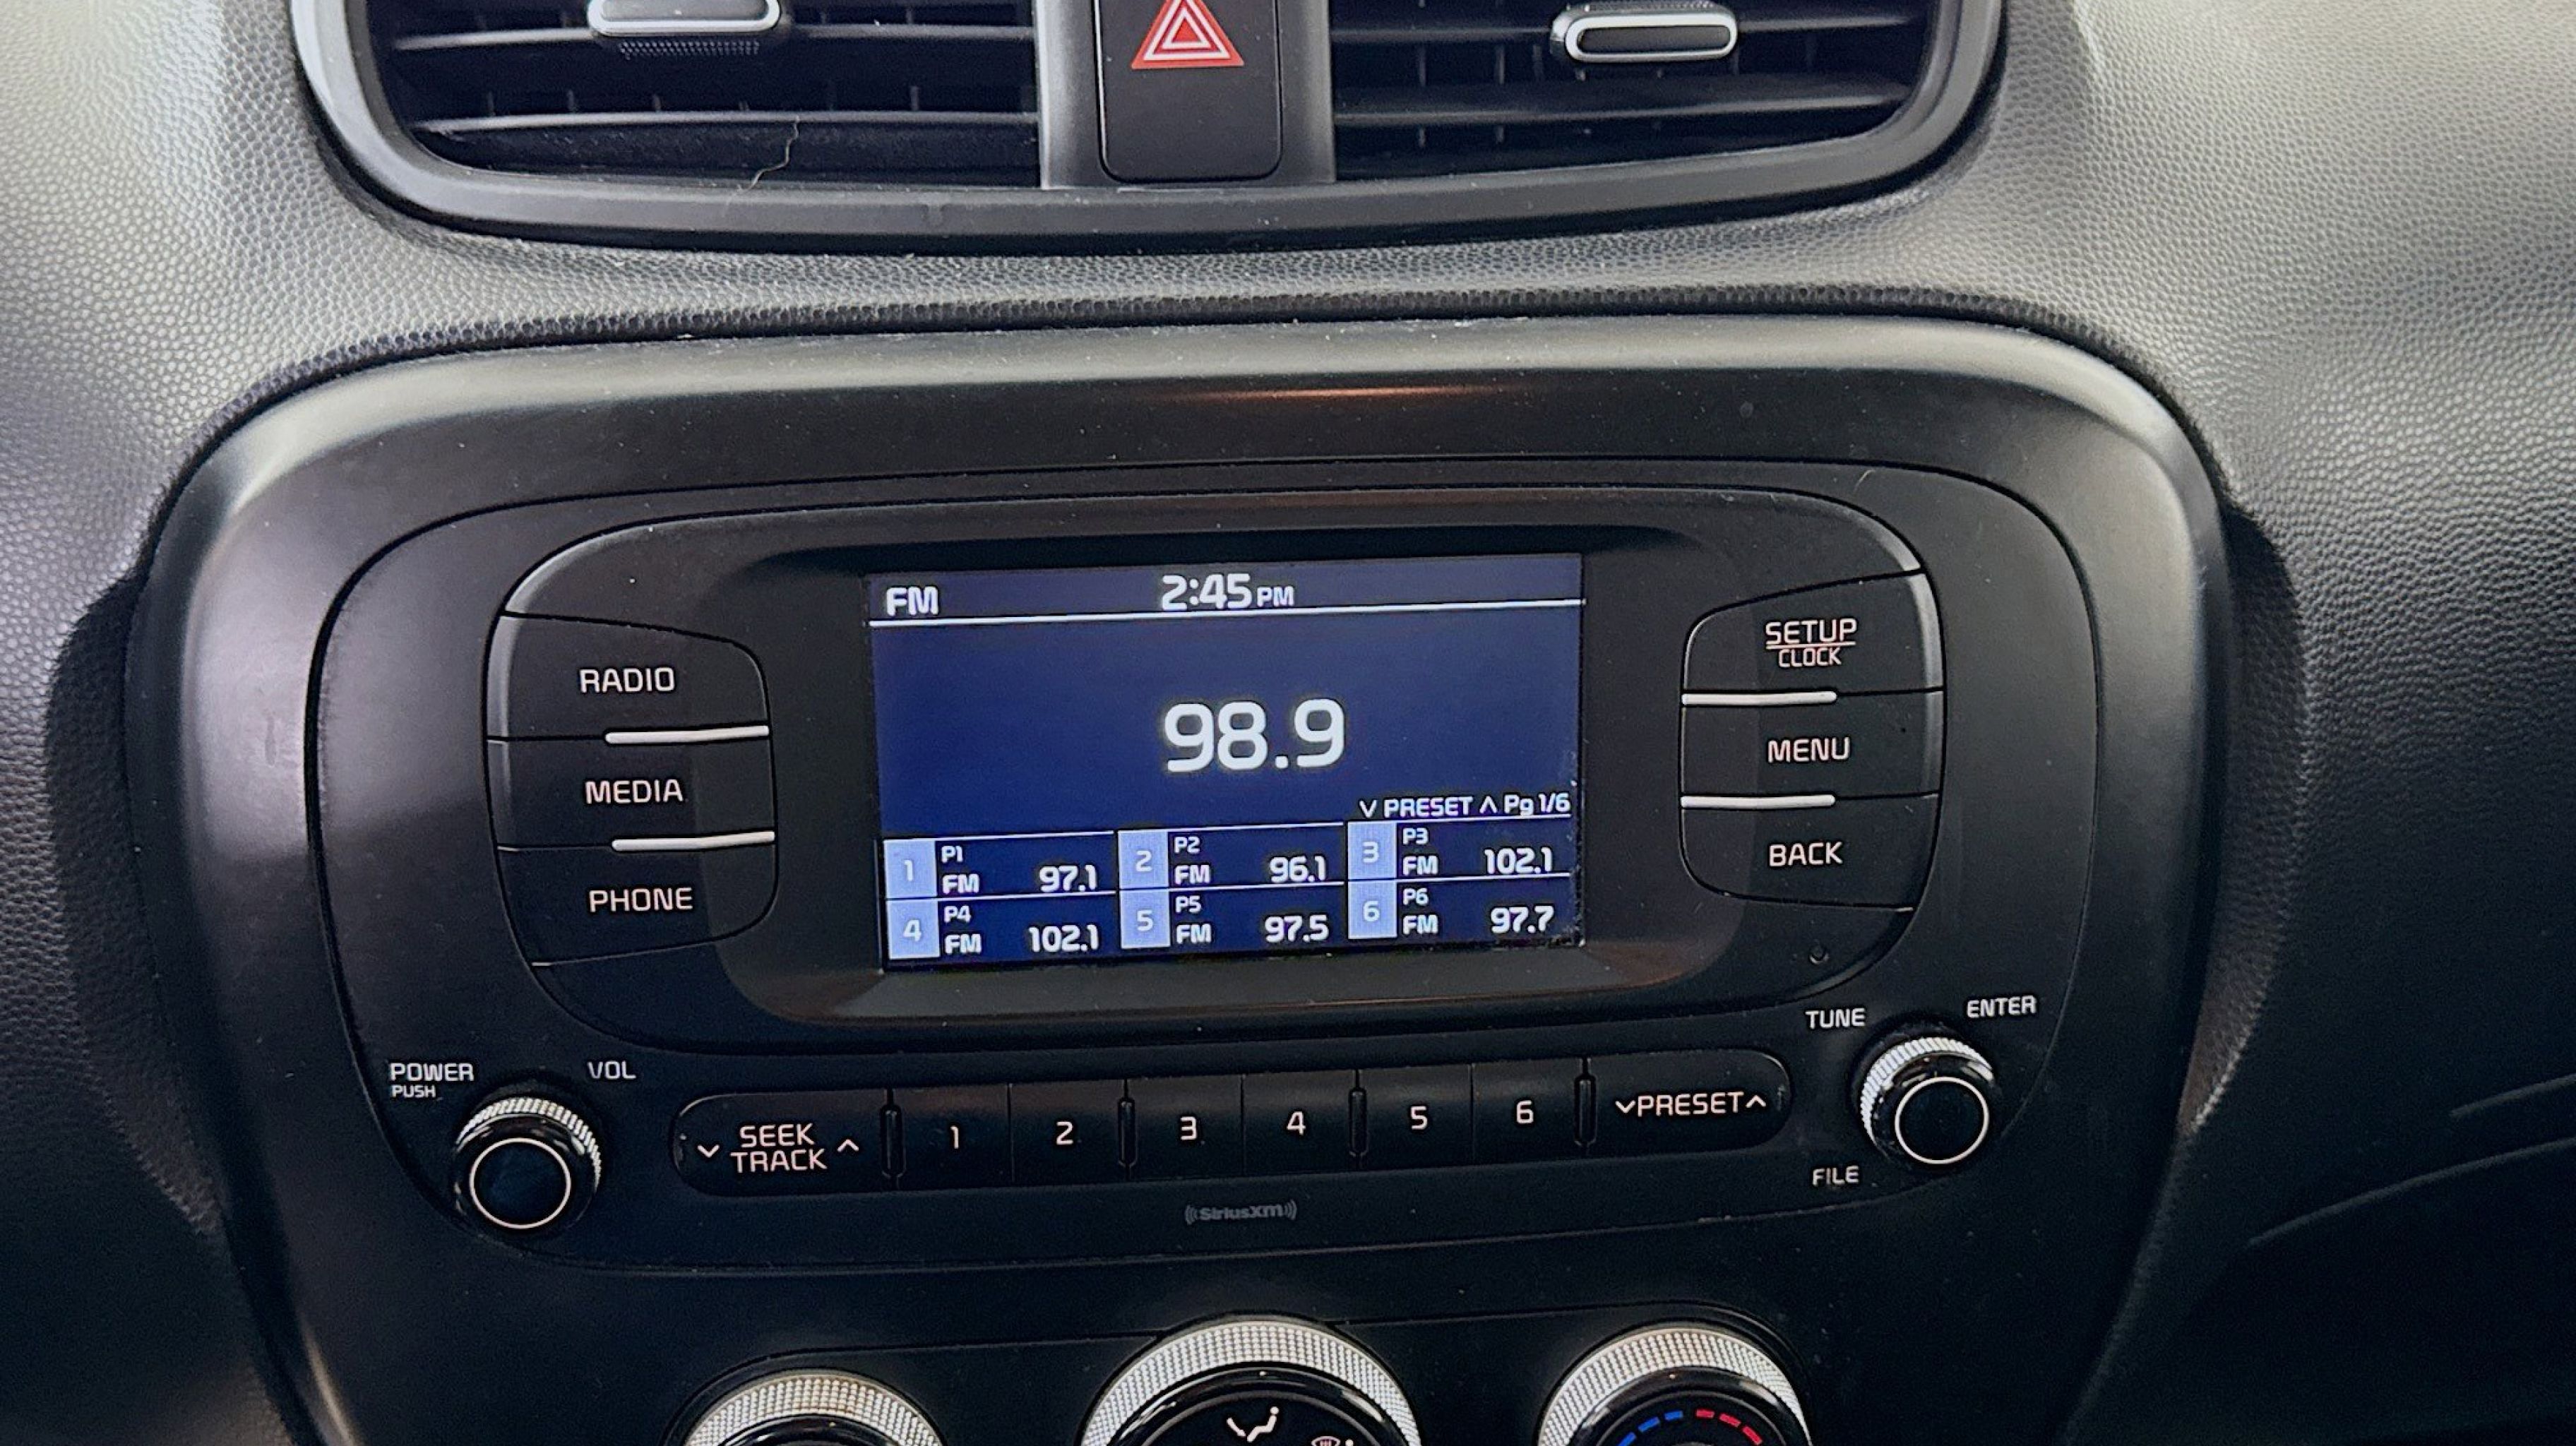 FM 2:45 PM
98.9
∨ PRESET ∧ Pg 1/6
1 P1 FM 97.1
2 P2 FM 96.1
3 P3 FM 102.1
4 P4 FM 102.1
5 P5 FM 97.5
6 P6 FM 97.7
RADIO
MEDIA
PHONE
SETUP
CLOCK
MENU
BACK
POWER
PUSH
VOL
TUNE
ENTER
FILE
SEEK
TRACK
1 2 3 4 5 6
PRESET
SiriusXM